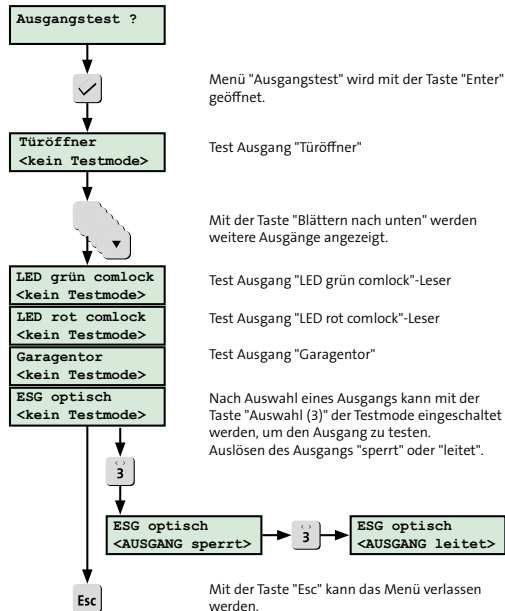 Ausgangstest ?
Menü "Ausgangstest" wird mit der Taste "Enter"
geöffnet.
Türöffner
<kein Testmode>
Test Ausgang "Türöffner"
Mit der Taste "Blättern nach unten" werden
weitere Ausgänge angezeigt.
LED grün comlock
<kein Testmode>
Test Ausgang "LED grün comlock"-Leser
LED rot comlock
<kein Testmode>
Test Ausgang "LED rot comlock"-Leser
Garagentor
<kein Testmode>
Test Ausgang "Garagentor"
ESG optisch
<kein Testmode>
Nach Auswahl eines Ausgangs kann mit der
Taste "Auswahl (3)" der Testmode eingeschaltet
werden, um den Ausgang zu testen.
Auslösen des Ausgangs "sperrt" oder "leitet".
3
ESG optisch
<AUSGANG sperrt>
3
ESG optisch
<AUSGANG leitet>
Esc
Mit der Taste "Esc" kann das Menü verlassen
werden.